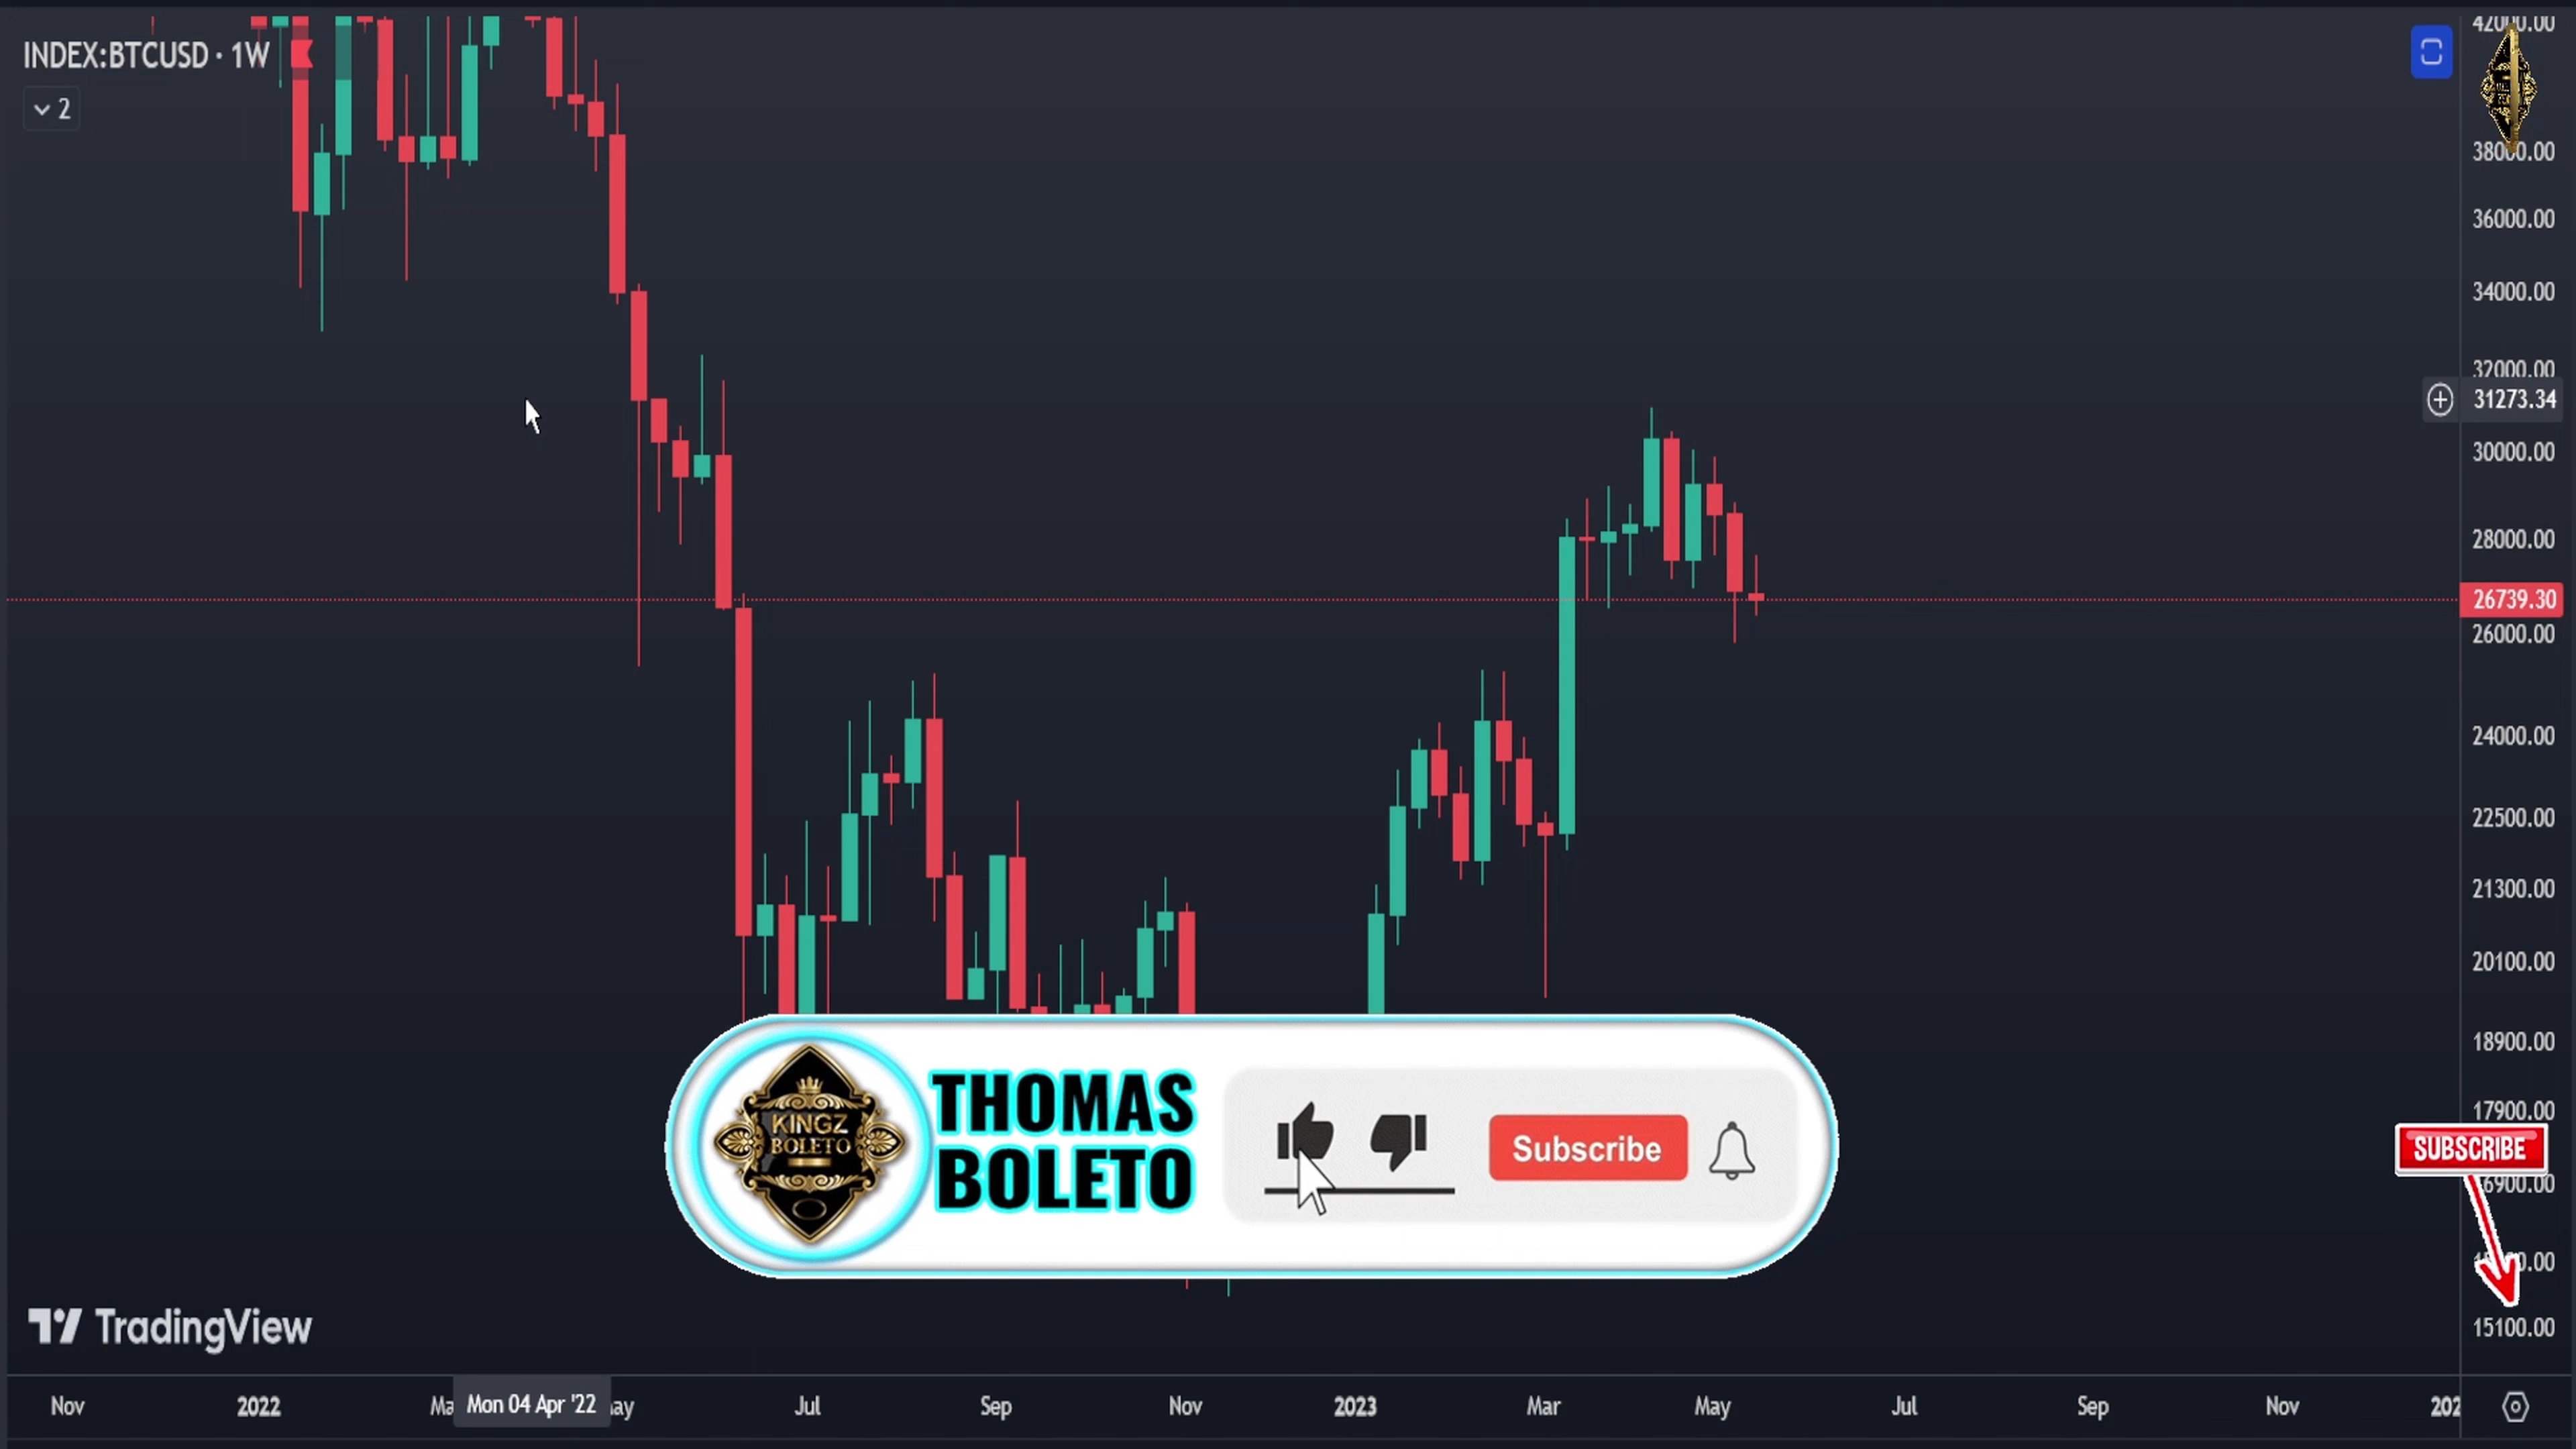 INDEX:BTCUSD · 1W
2
42000.00
38000.00
36000.00
34000.00
32000.00
31273.34
30000.00
28000.00
26739.30
26000.00
24000.00
22500.00
21300.00
20100.00
18900.00
17900.00
SUBSCRIBE
16900.00
15100.00
KINGZ
BOLETO
THOMAS
BOLETO
Subscribe
TradingView
Nov
2022
Mon 04 Apr '22
Jul
Sep
Nov
2023
Mar
May
Jul
Sep
Nov